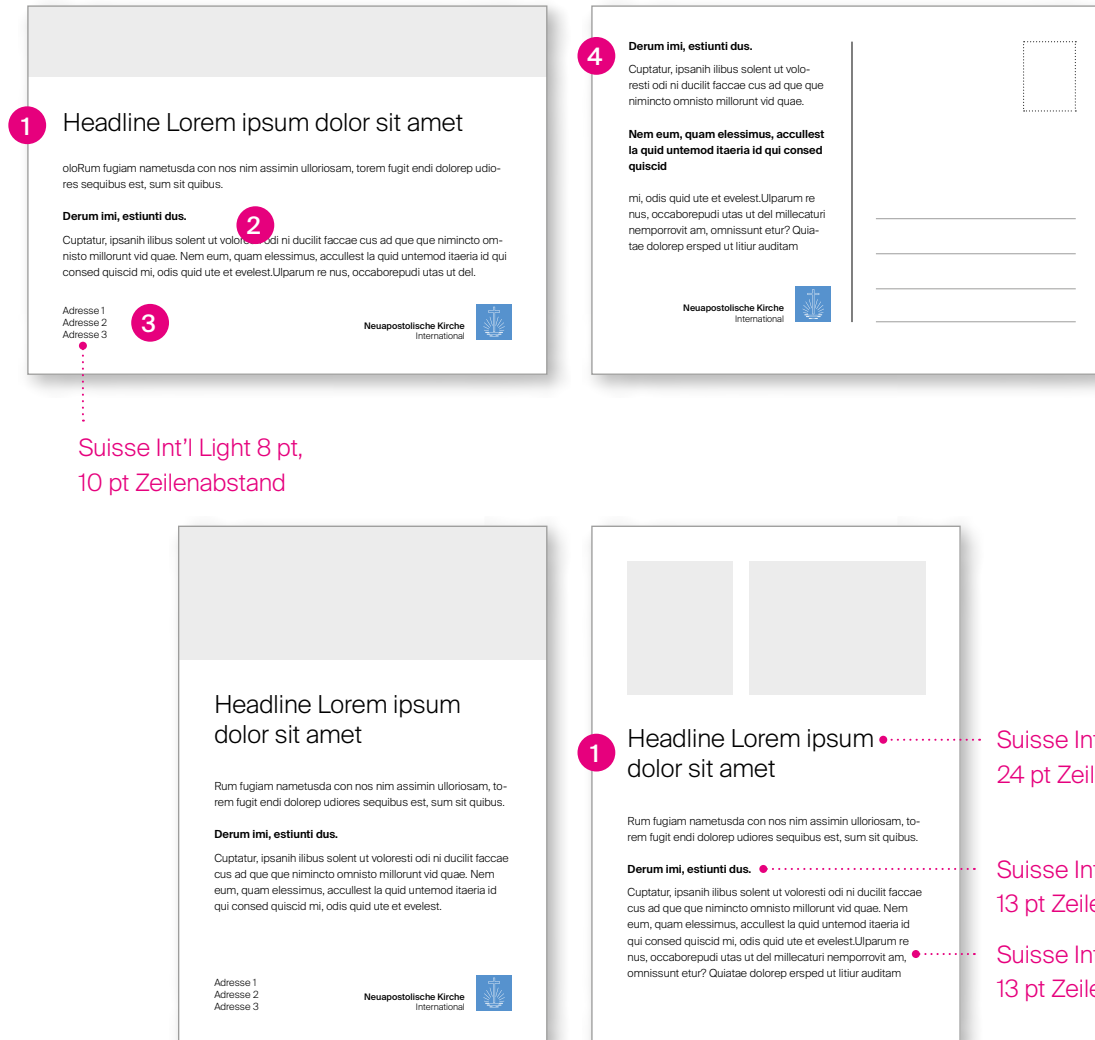 1
Headline Lorem ipsum dolor sit amet
oloRum fugiam nametusda con nos nim assimin ulloriosam, torem fugit endi dolorep udio-
res sequibus est, sum sit quibus.
Derum imi, estiunti dus.
2
Cuptatur, ipsanih ilibus solent ut odi ni ducilit faccae cus ad que que nimincto om-
nisto millorunt vid quae. Nem eum, quam elessimus, accullest la quid untemod itaeria id qui
consed quiscid mi, odis quid ute et evelest.Ulparum re nus, occaborepudi utas ut del.
Adresse 1
Adresse 2
Adresse 3
3
Neuapostolische Kirche
International
Suisse Int’l Light 8 pt,
10 pt Zeilenabstand
4
Derum imi, estiunti dus.
Cuptatur, ipsanih ilibus solent ut volo-
resti odi ni ducilit faccae cus ad que que
nimincto omnisto millorunt vid quae.
Nem eum, quam elessimus, accullest
la quid untemod itaeria id qui consed
quiscid
mi, odis quid ute et evelest.Ulparum re
nus, occaborepudi utas ut del millecaturi
nemporrovit am, omnissunt etur? Quia-
tae dolorep ersped ut litiur auditam
Neuapostolische Kirche
International
Headline Lorem ipsum
dolor sit amet
Rum fugiam nametusda con nos nim assimin ulloriosam, to-
rem fugit endi dolorep udiores sequibus est, sum sit quibus.
Derum imi, estiunti dus.
Cuptatur, ipsanih ilibus solent ut voloresti odi ni ducilit faccae
cus ad que que nimincto omnisto millorunt vid quae. Nem
eum, quam elessimus, accullest la quid untemod itaeria id
qui consed quiscid mi, odis quid ute et evelest.
Adresse 1
Adresse 2
Adresse 3
Neuapostolische Kirche
International
1
Headline Lorem ipsum
dolor sit amet
Rum fugiam nametusda con nos nim assimin ulloriosam, to-
rem fugit endi dolorep udiores sequibus est, sum sit quibus.
Derum imi, estiunti dus.
Cuptatur, ipsanih ilibus solent ut voloresti odi ni ducilit faccae
cus ad que que nimincto omnisto millorunt vid quae. Nem
eum, quam elessimus, accullest la quid untemod itaeria id
qui consed quiscid mi, odis quid ute et evelest.Ulparum re
nus, occaborepudi utas ut del millecaturi nemporrovit am,
omnissunt etur? Quiatae dolorep ersped ut litiur auditam
Suisse
24 pt
Suisse
13 pt
Suisse
13 pt